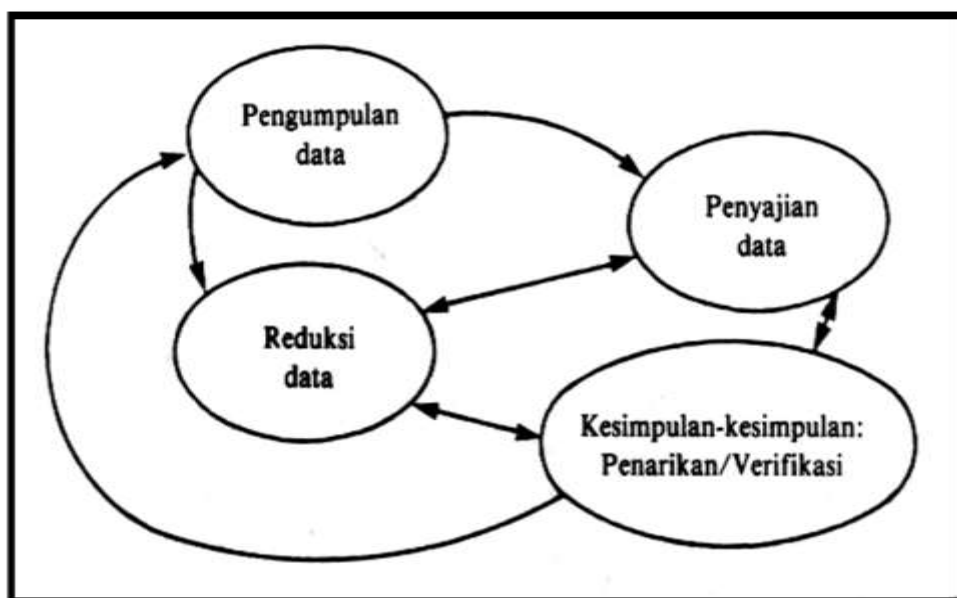 Pengumpulan
data
Penyajian
data
Reduksi
data
Kesimpulan-kesimpulan:
Penarikan/Verifikasi